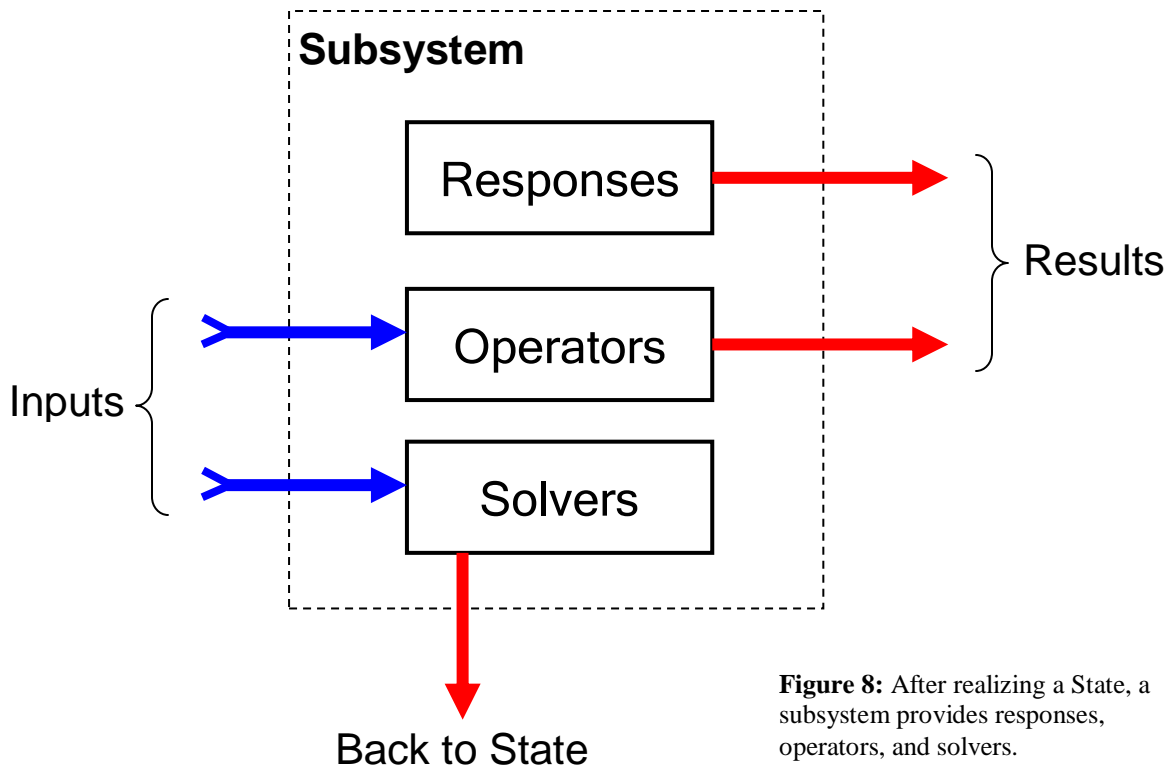 Subsystem
Responses
Results
Operators
Inputs
Solvers
Back to State
Figure 8: After realizing a State, a
subsystem provides responses,
operators, and solvers.